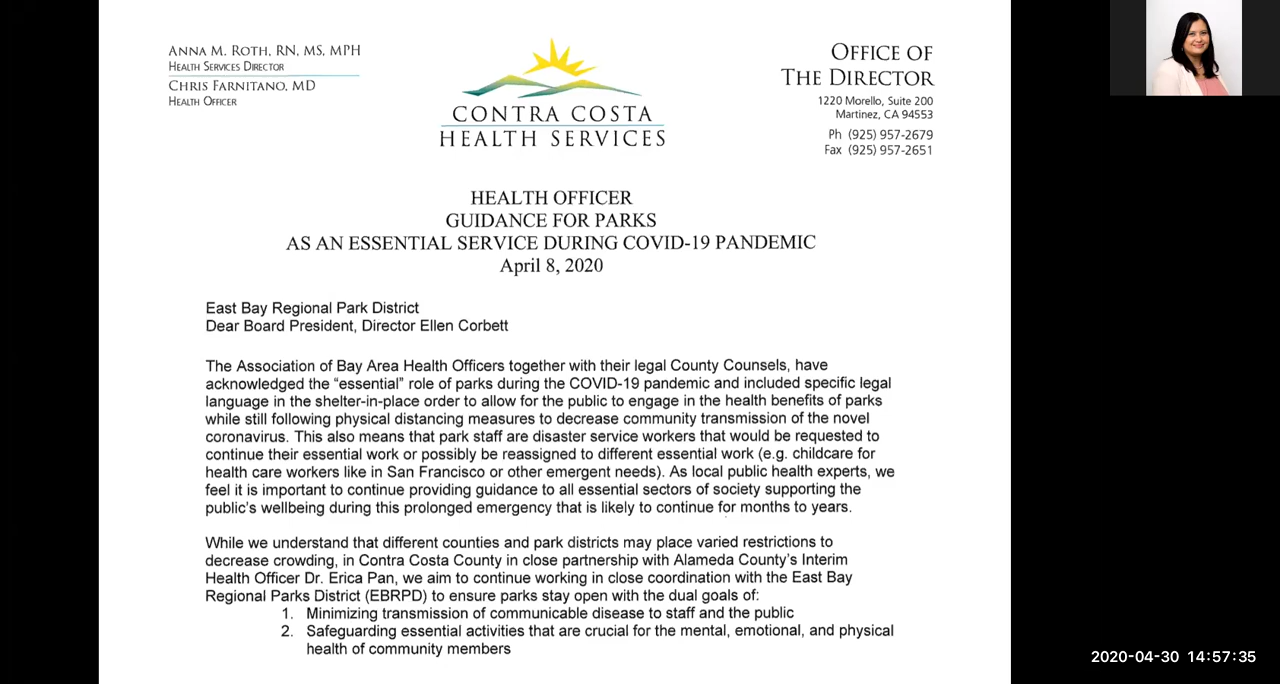 ANNA M. ROTH, RN, MS, MPH
HEALTH SERVICES DIRECTOR
CHRIS FARNITANO, MD
HEALTH OFFICER
CONTRA COSTA
HEALTH SERVICES
OFFICE OF
THE DIRECTOR
1220 Morello, Suite 200
Martinez, CA 94553
Ph (925) 957-2679
Fax (925) 957-2651
HEALTH OFFICER
GUIDANCE FOR PARKS
AS AN ESSENTIAL SERVICE DURING COVID-19 PANDEMIC
April 8, 2020
East Bay Regional Park District
Dear Board President, Director Ellen Corbett
The Association of Bay Area Health Officers together with their legal County Counsels, have
acknowledged the “essential” role of parks during the COVID-19 pandemic and included specific legal
language in the shelter-in-place order to allow for the public to engage in the health benefits of parks
while still following physical distancing measures to decrease community transmission of the novel
coronavirus. This also means that park staff are disaster service workers that would be requested to
continue their essential work or possibly be reassigned to different essential work (e.g. childcare for
health care workers like in San Francisco or other emergent needs). As local public health experts, we
feel it is important to continue providing guidance to all essential sectors of society supporting the
public’s wellbeing during this prolonged emergency that is likely to continue for months to years.
While we understand that different counties and park districts may place varied restrictions to
decrease crowding, in Contra Costa County in close partnership with Alameda County’s Interim
Health Officer Dr. Erica Pan, we aim to continue working in close coordination with the East Bay
Regional Parks District (EBRPD) to ensure parks stay open with the dual goals of:
1. Minimizing transmission of communicable disease to staff and the public
2. Safeguarding essential activities that are crucial for the mental, emotional, and physical
health of community members
2020-04-30 14:57:35